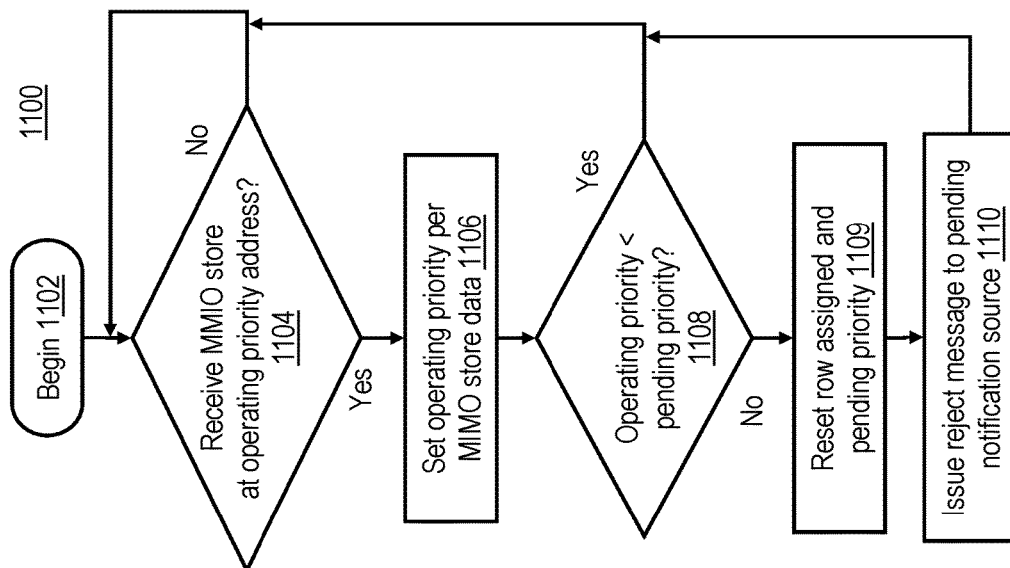 1100
Begin 1102
Receive MMIO store
at operating priority address?
1104
No
Yes
Set operating priority per
MIMO store data 1106
Operating priority <
pending priority?
1108
Yes
No
Reset row assigned and
pending priority 1109
Issue reject message to pending
notification source 1110